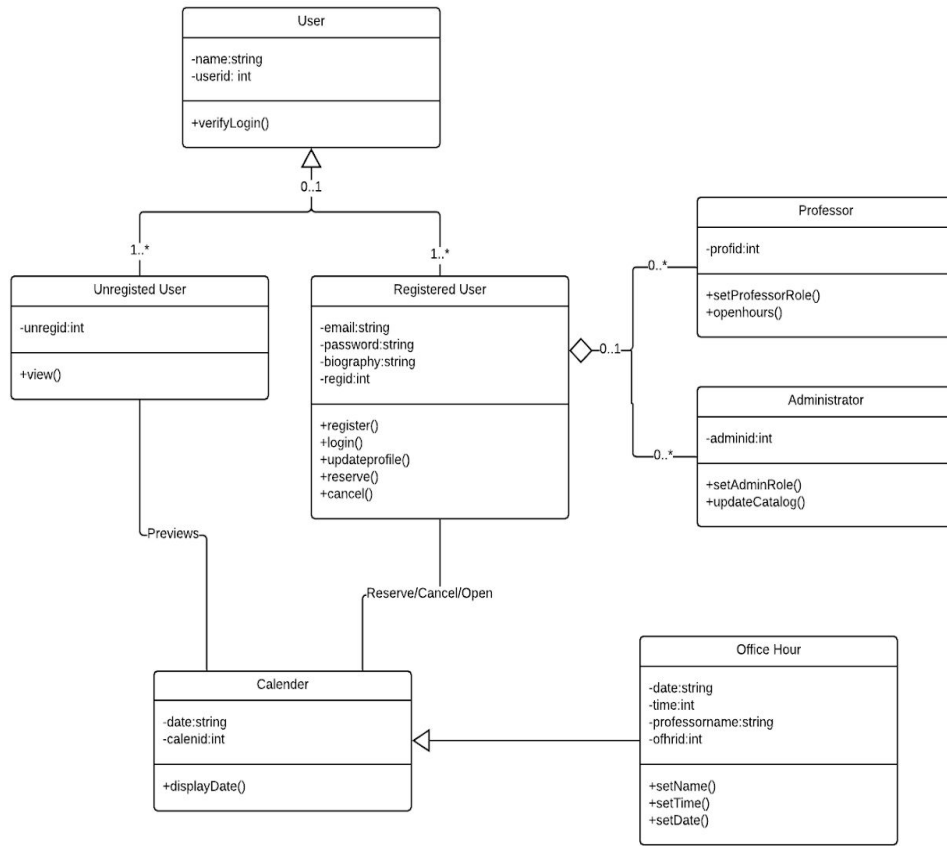 User
-name:string
-userid: int
+verifyLogin()
0..1
1..*
1..*
Unregisted User
-unregid:int
+view()
Registered User
-email:string
-password:string
-biography:string
-regid:int
+register()
+login()
+updateprofile()
+reserve()
+cancel()
0..1
0..*
0..*
Professor
-profid:int
+setProfessorRole()
+openhours()
Administrator
-adminid:int
+setAdminRole()
+updateCatalog()
Previews
Reserve/Cancel/Open
Calender
-date:string
-calenid:int
+displayDate()
Office Hour
-date:string
-time:int
-professorname:string
-ofhrid:int
+setName()
+setTime()
+setDate()